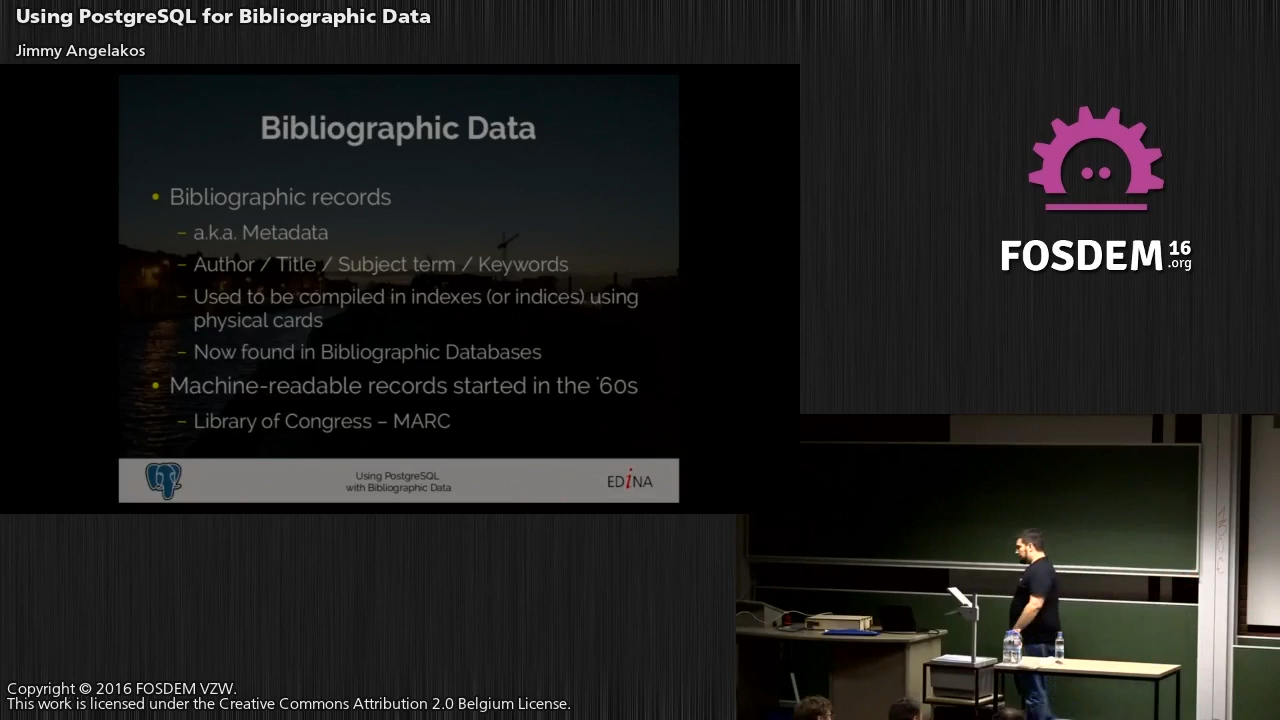 Using PostgreSQL for Bibliographic Data
Jimmy Angelakos
Bibliographic Data
• Bibliographic records
– a.k.a. Metadata
– Author / Title / Subject term / Keywords
– Used to be compiled in indexes (or indices) using
physical cards
– Now found in Bibliographic Databases
• Machine-readable records started in the ‘60s
– Library of Congress – MARC
Using PostgreSQL
with Bibliographic Data
EDINA
FOSDEM 16
.org
Copyright © 2016 FOSDEM VZW.
This work is licensed under the Creative Commons Attribution 2.0 Belgium License.